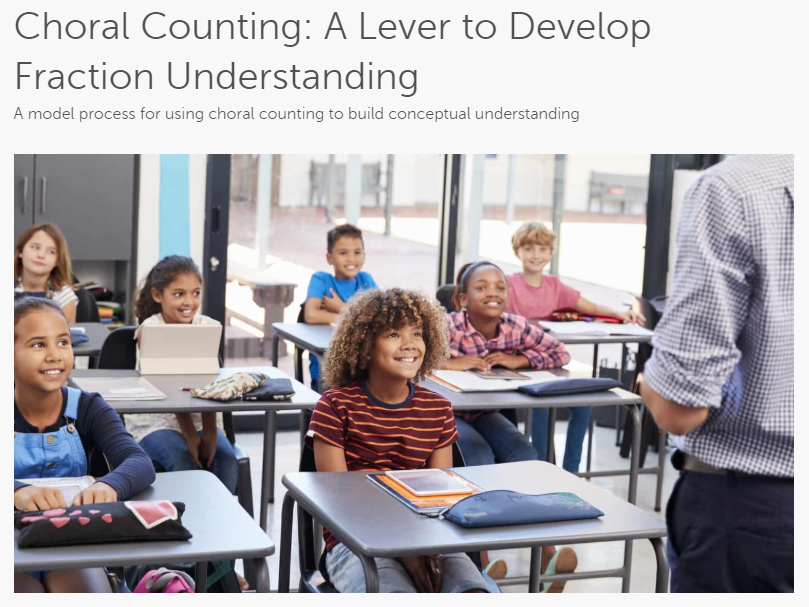 Choral Counting: A Lever to Develop
Fraction Understanding
A model process for using choral counting to build conceptual understanding